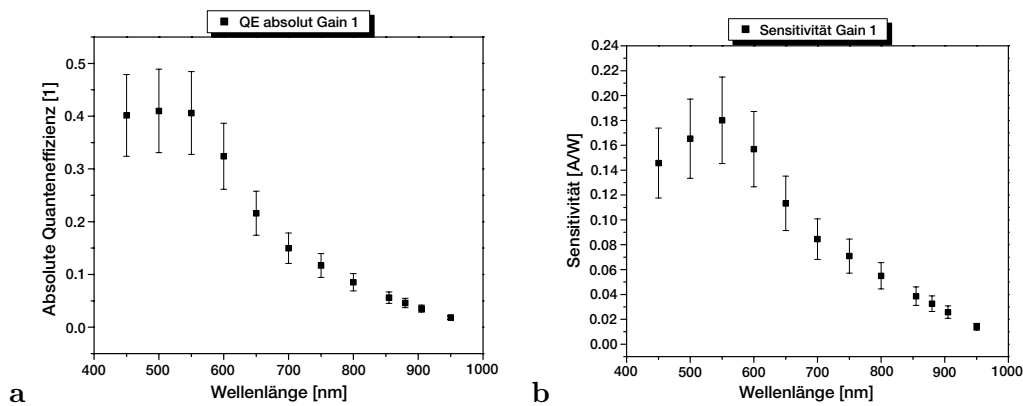 QE absolut Gain 1
Absolute Quanteneffizienz [1]
0.5
0.4
0.3
0.2
0.1
0.0
400 500 600 700 800 900 1000
Wellenlänge [nm]
a
Sensitivität Gain 1
Sensitivität [A/W]
0.24
0.22
0.20
0.18
0.16
0.14
0.12
0.10
0.08
0.06
0.04
0.02
0.00
400 500 600 700 800 900 1000
Wellenlänge [nm]
b